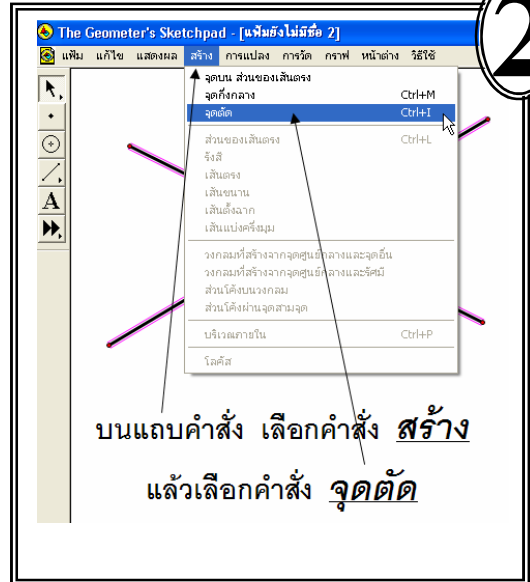 2
The Geometer's Sketchpad - [แฟ้มยังไม่มีชื่อ 2]
แฟ้ม แก้ไข แสดงผล สร้าง การแปลง การวัด กราฟ หน้าต่าง วิธีใช้
จุดบน ส่วนของเส้นตรง
จุดกึ่งกลาง Ctrl+M
จุดตัด Ctrl+I
ส่วนของเส้นตรง Ctrl+L
รังสี
เส้นตรง
เส้นขนาน
เส้นตั้งฉาก
เส้นแบ่งครึ่งมุม
A
วงกลมที่สร้างจากจุดศูนย์กลางและจุดอื่น
วงกลมที่สร้างจากจุดศูนย์กลางและรัศมี
ส่วนโค้งบนวงกลม
ส่วนโค้งผ่านจุดสามจุด
บริเวณภายใน Ctrl+P
โลคัส
บนแถบคำสั่ง เลือกคำสั่ง สร้าง
แล้วเลือกคำสั่ง จุดตัด